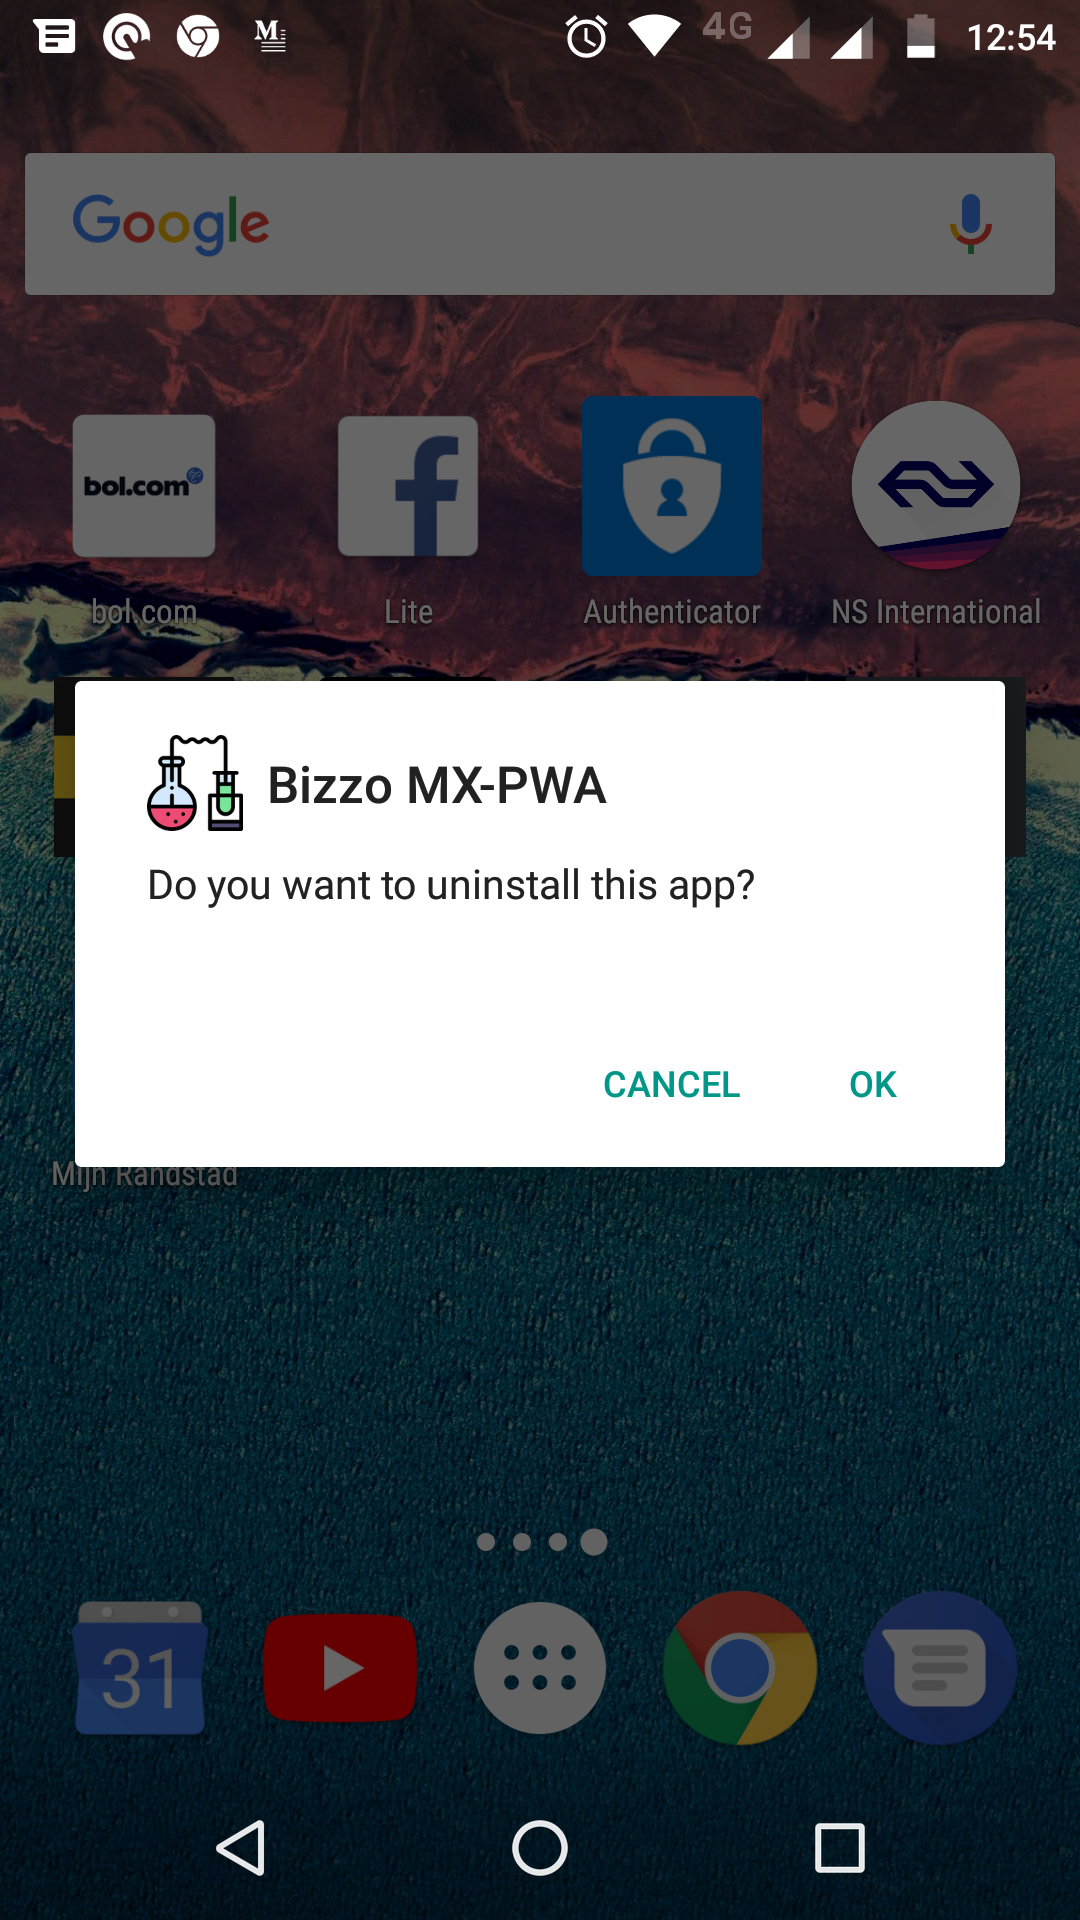 M 4G 12:54
Google
bol.com
bol.com Lite Authenticator NS International
Bizzo MX-PWA
Do you want to uninstall this app?
CANCEL OK
Mijn Randstad
31